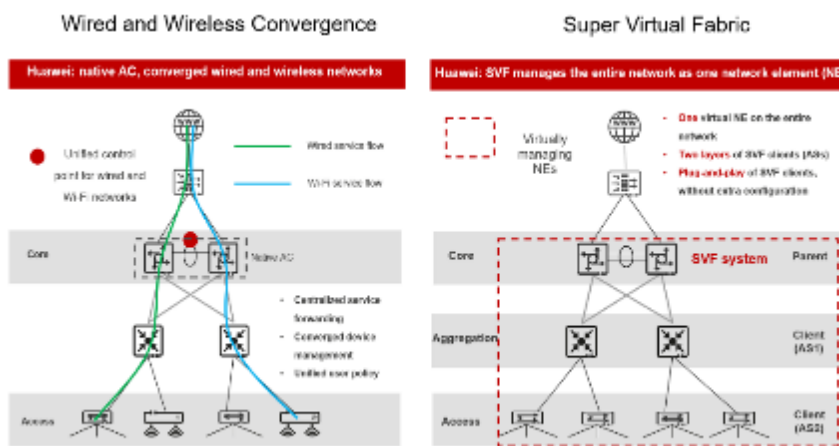 Wired and Wireless Convergence
Huawei: native AC, converged wired and wireless networks
WWW
Unified control
point for wired and
Wi-Fi networks
Wired service flow
Wi-Fi service flow
Core
Native AC
- Centralized service
forwarding
- Converged device
management
- Unified user policy
Access
Super Virtual Fabric
Huawei: SVF manages the entire network as one network element (NE
Virtually
managing
NEs
WWW
- One virtual NE on the entire
network
- Two layers of SVF clients (ASs)
- Plug-and-play of SVF clients,
without extra configuration
Core
SVF system
Parent
Aggregation
Client
(AS1)
Access
Client
(AS2)